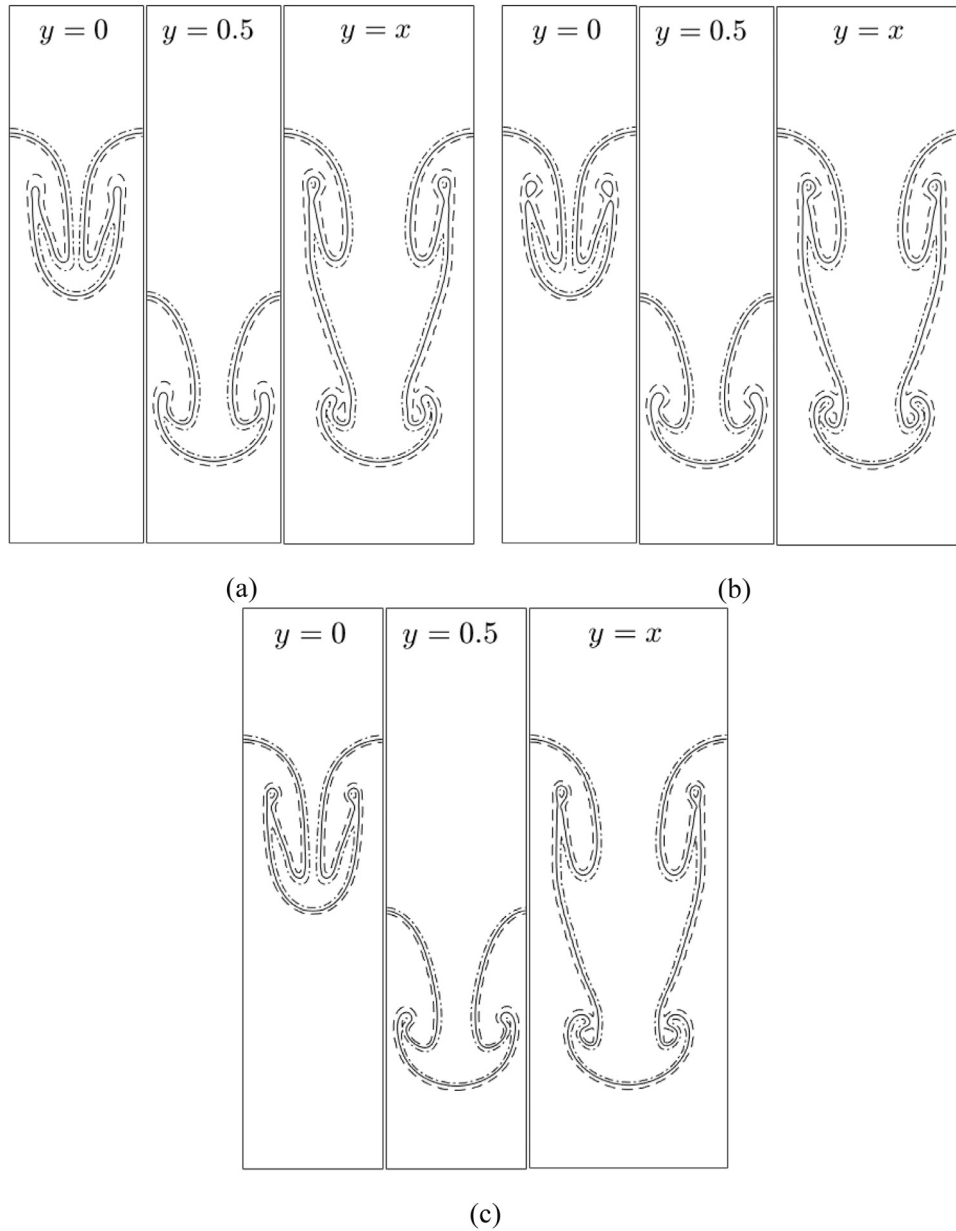 y = 0 y = 0.5 y = x y = 0 y = 0.5 y = x
(a) (b)
y = 0 y = 0.5 y = x
(c)